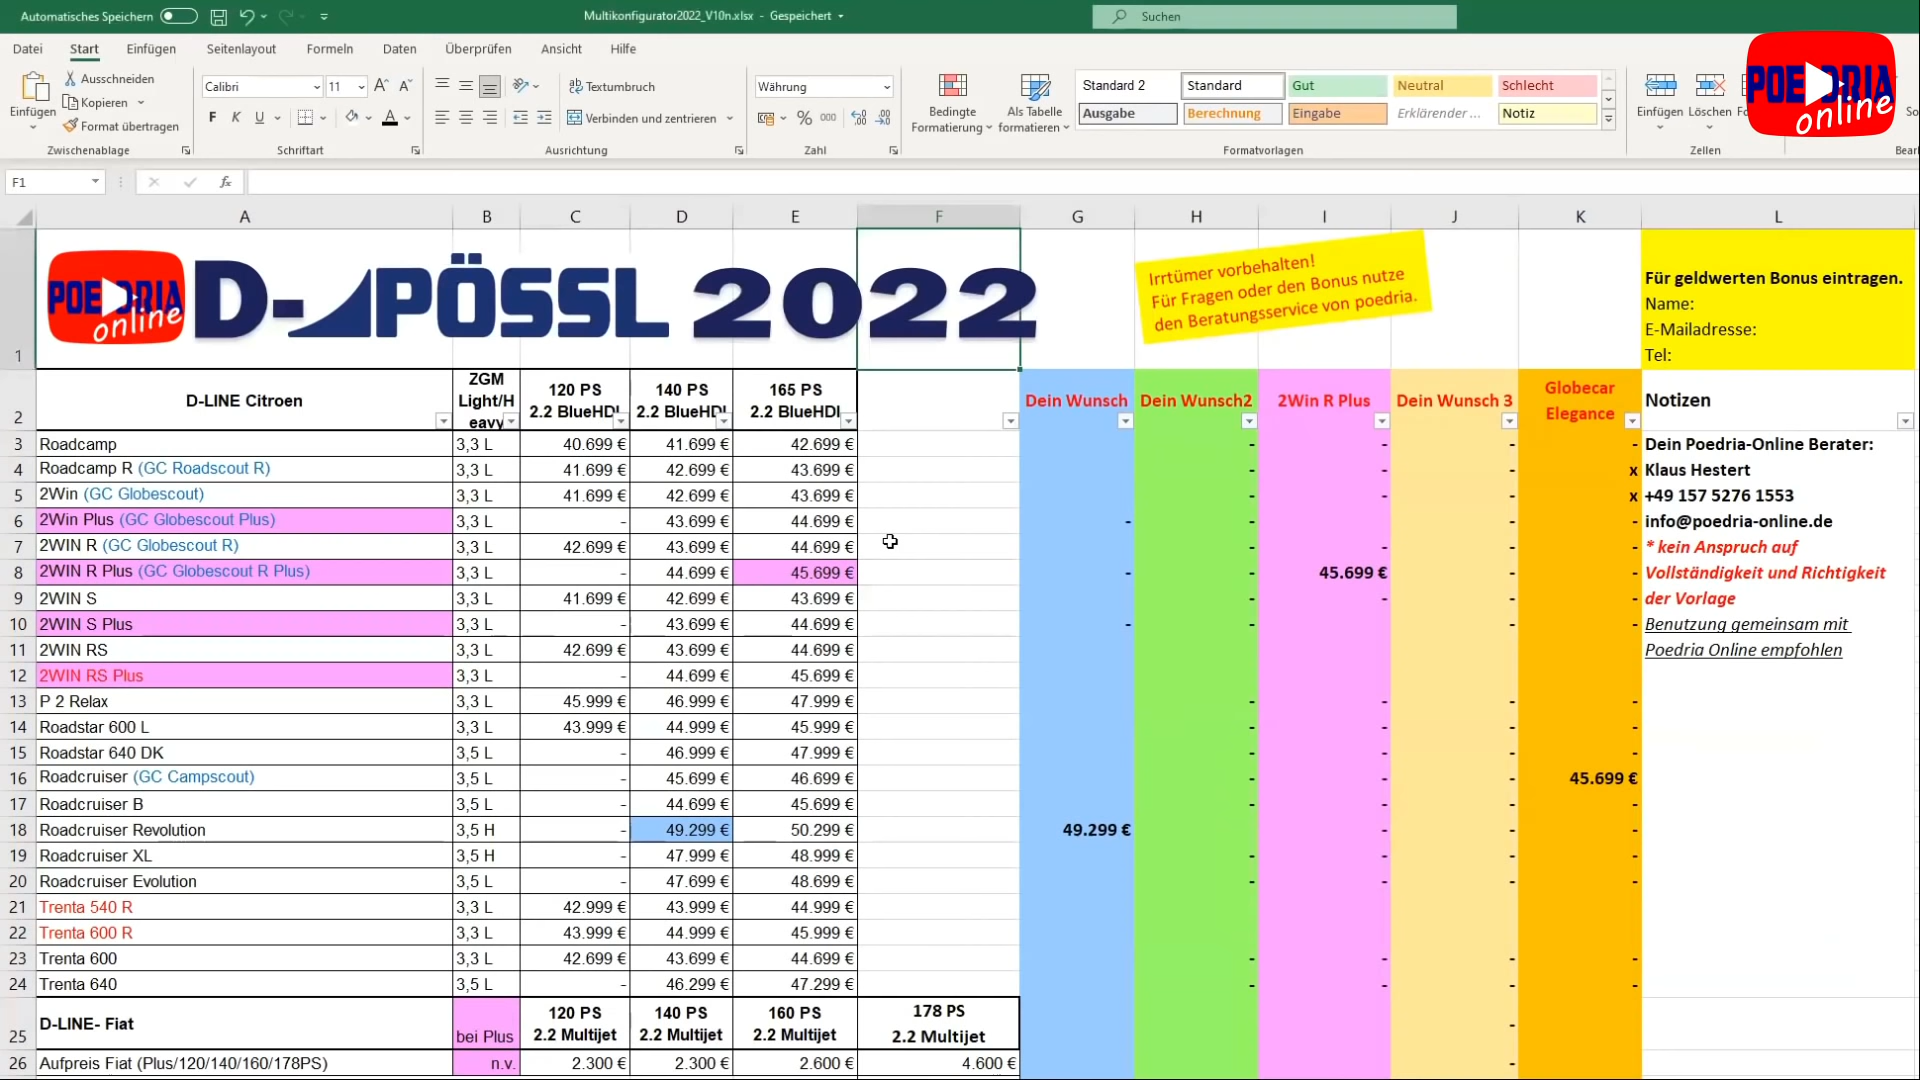 Automatisches Speichern
Multikonfigurator2022_V10n.xlsx - Gespeichert
Suchen
Datei Start Einfügen Seitenlayout Formeln Daten Überprüfen Ansicht Hilfe
Einfügen
Ausschneiden
Kopieren
Format übertragen
Zwischenablage
Calibri 11
F K U
Schriftart
Textumbruch
Verbinden und zentrieren
Ausrichtung
Währung
% 000
Zahl
Bedingte Formatierung
Als Tabelle formatieren
Standard 2 Standard Gut Neutral Schlecht
Ausgabe Berechnung Eingabe Erklärender ... Notiz
Formatvorlagen
Einfügen Löschen
Zellen
POEDRIA
online
F1
fx
A B C D E F G H I J K L
1
POEDRIA
online
D-PÖSSL 2022
Irrtümer vorbehalten!
Für Fragen oder den Bonus nutze
den Beratungsservice von poedria.
Für geldwerten Bonus eintragen.
Name:
E-Mailadresse:
Tel:
2 D-LINE Citroen ZGM Light/Heavy 120 PS 2.2 BlueHDI 140 PS 2.2 BlueHDI 165 PS 2.2 BlueHDI Dein Wunsch Dein Wunsch2 2Win R Plus Dein Wunsch 3 Globecar Elegance Notizen
3 Roadcamp 3,3 L 40.699 € 41.699 € 42.699 € - - - - Dein Poedria-Online Berater:
4 Roadcamp R (GC Roadscout R) 3,3 L 41.699 € 42.699 € 43.699 € - - - x Klaus Hestert
5 2Win (GC Globescout) 3,3 L 41.699 € 42.699 € 43.699 € - - - x +49 157 5276 1553
6 2Win Plus (GC Globescout Plus) 3,3 L - 43.699 € 44.699 € - - - - info@poedria-online.de
7 2WIN R (GC Globescout R) 3,3 L 42.699 € 43.699 € 44.699 € - - - - * kein Anspruch auf
8 2WIN R Plus (GC Globescout R Plus) 3,3 L - 44.699 € 45.699 € - - 45.699 € - - Vollständigkeit und Richtigkeit
9 2WIN S 3,3 L 41.699 € 42.699 € 43.699 € - - - - der Vorlage
10 2WIN S Plus 3,3 L - 43.699 € 44.699 € - - - - Benutzung gemeinsam mit
11 2WIN RS 3,3 L 42.699 € 43.699 € 44.699 € Poedria Online empfohlen
12 2WIN RS Plus 3,3 L - 44.699 € 45.699 €
13 P 2 Relax 3,3 L 45.999 € 46.999 € 47.999 € - - - -
14 Roadstar 600 L 3,3 L 43.999 € 44.999 € 45.999 € - - - -
15 Roadstar 640 DK 3,5 L - 46.999 € 47.999 € - - - -
16 Roadcruiser (GC Campscout) 3,5 L - 45.699 € 46.699 € - - - 45.699 €
17 Roadcruiser B 3,5 L - 44.699 € 45.699 € - - - -
18 Roadcruiser Revolution 3,5 H - 49.299 € 50.299 € 49.299 € - - - -
19 Roadcruiser XL 3,5 H - 47.999 € 48.999 € - - - -
20 Roadcruiser Evolution 3,5 L - 47.699 € 48.699 € - - - -
21 Trenta 540 R 3,3 L 42.999 € 43.999 € 44.999 €
22 Trenta 600 R 3,3 L 43.999 € 44.999 € 45.999 €
23 Trenta 600 3,3 L 42.699 € 43.699 € 44.699 € - - - -
24 Trenta 640 3,5 L - 46.299 € 47.299 € - - - -
25 D-LINE- Fiat bei Plus 120 PS 2.2 Multijet 140 PS 2.2 Multijet 160 PS 2.2 Multijet 178 PS 2.2 Multijet -
26 Aufpreis Fiat (Plus/120/140/160/178PS) n.v. 2.300 € 2.300 € 2.600 € 4.600 € -